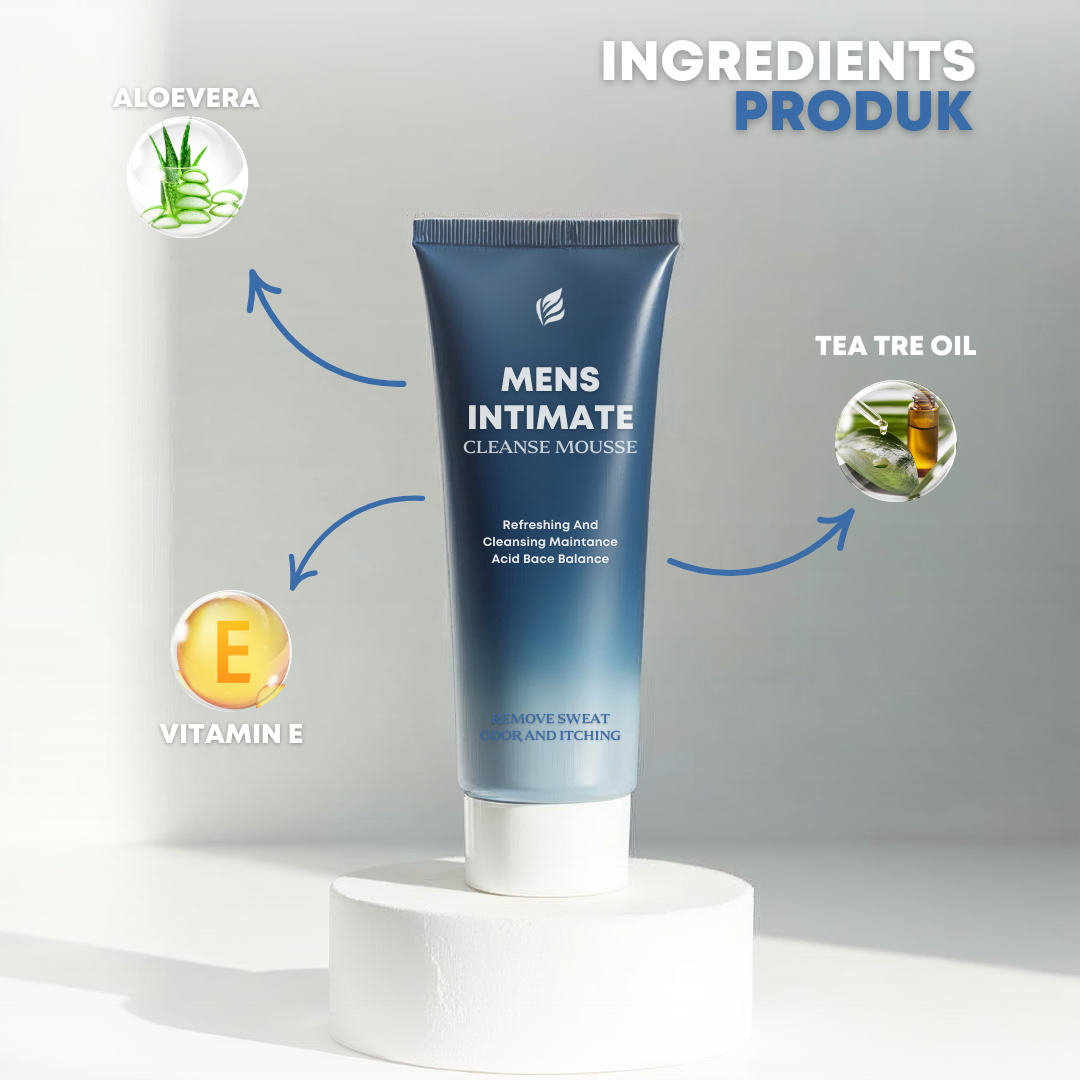 INGREDIENTS
PRODUK
ALOEVERA
TEA TRE OIL
MENS
INTIMATE
CLEANSE MOUSSE
Refreshing And
Cleansing Maintance
Acid Bace Balance
E
VITAMIN E
REMOVE SWEAT
ODOR AND ITCHING